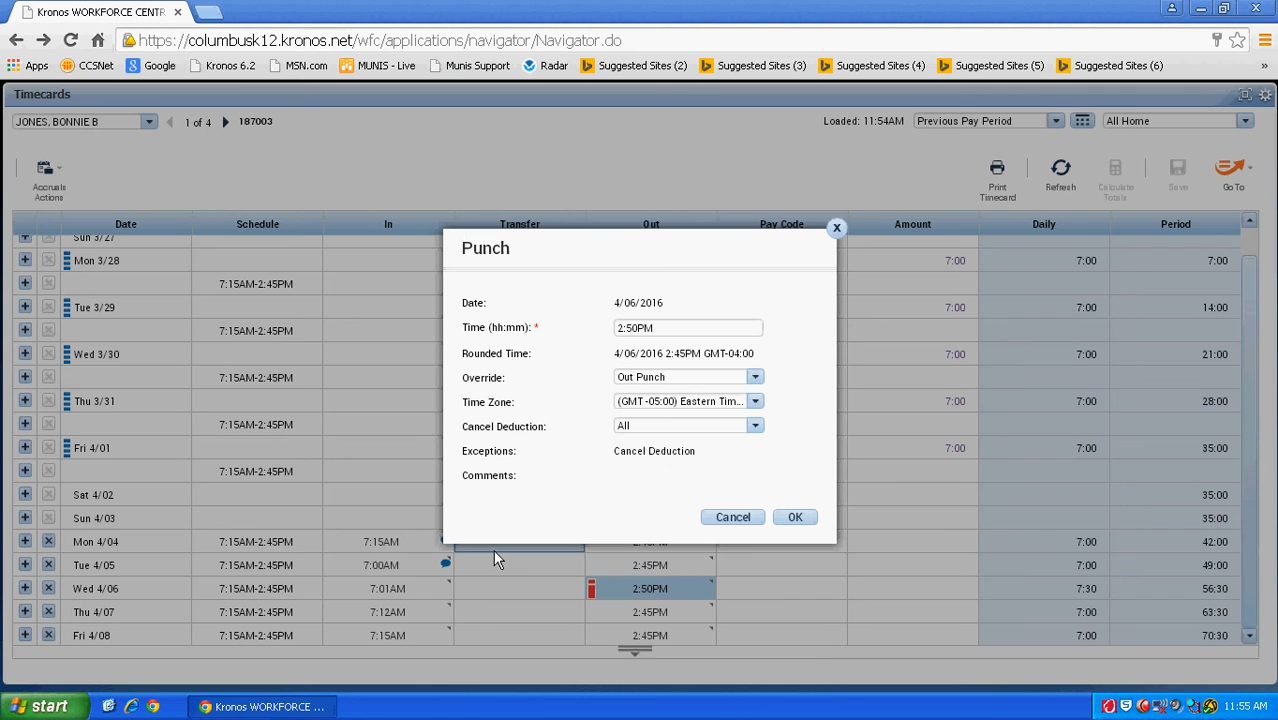 Kronos WORKFORCE CENTR
https://columbusk12.kronos.net/wfc/applications/navigator/Navigator.do
Apps CCSNet Google Kronos 6.2 MSN.com MUNIS - Live Munis Support Radar Suggested Sites (2) Suggested Sites (3) Suggested Sites (4) Suggested Sites (5) Suggested Sites (6) »
Timecards
JONES, BONNIE B 1 of 4 187003 Loaded: 11:54AM Previous Pay Period All Home
Accruals Actions
Print Timecard
Refresh
Calculate Totals
Save
Go To
Date Schedule In Transfer Out Pay Code Amount Daily Period
Sun 3/27
Mon 3/28 7:00 7:00 7:00
7:15AM-2:45PM
Tue 3/29 7:00 7:00 14:00
7:15AM-2:45PM
Wed 3/30 7:00 7:00 21:00
7:15AM-2:45PM
Thu 3/31 7:00 7:00 28:00
7:15AM-2:45PM
Fri 4/01 7:00 7:00 35:00
7:15AM-2:45PM
Sat 4/02 35:00
Sun 4/03 35:00
Mon 4/04 7:15AM-2:45PM 7:15AM 7:00 42:00
Tue 4/05 7:15AM-2:45PM 7:00AM 2:45PM 7:00 49:00
Wed 4/06 7:15AM-2:45PM 7:01AM 2:50PM 7:30 56:30
Thu 4/07 7:15AM-2:45PM 7:12AM 2:45PM 7:00 63:30
Fri 4/08 7:15AM-2:45PM 7:15AM 2:45PM 7:00 70:30
Punch
X
Date: 4/06/2016
Time (hh:mm): * 2:50PM
Rounded Time: 4/06/2016 2:45PM GMT-04:00
Override: Out Punch
Time Zone: (GMT -05:00) Eastern Tim...
Cancel Deduction: All
Exceptions: Cancel Deduction
Comments:
Cancel OK
start Kronos WORKFORCE ... 11:55 AM